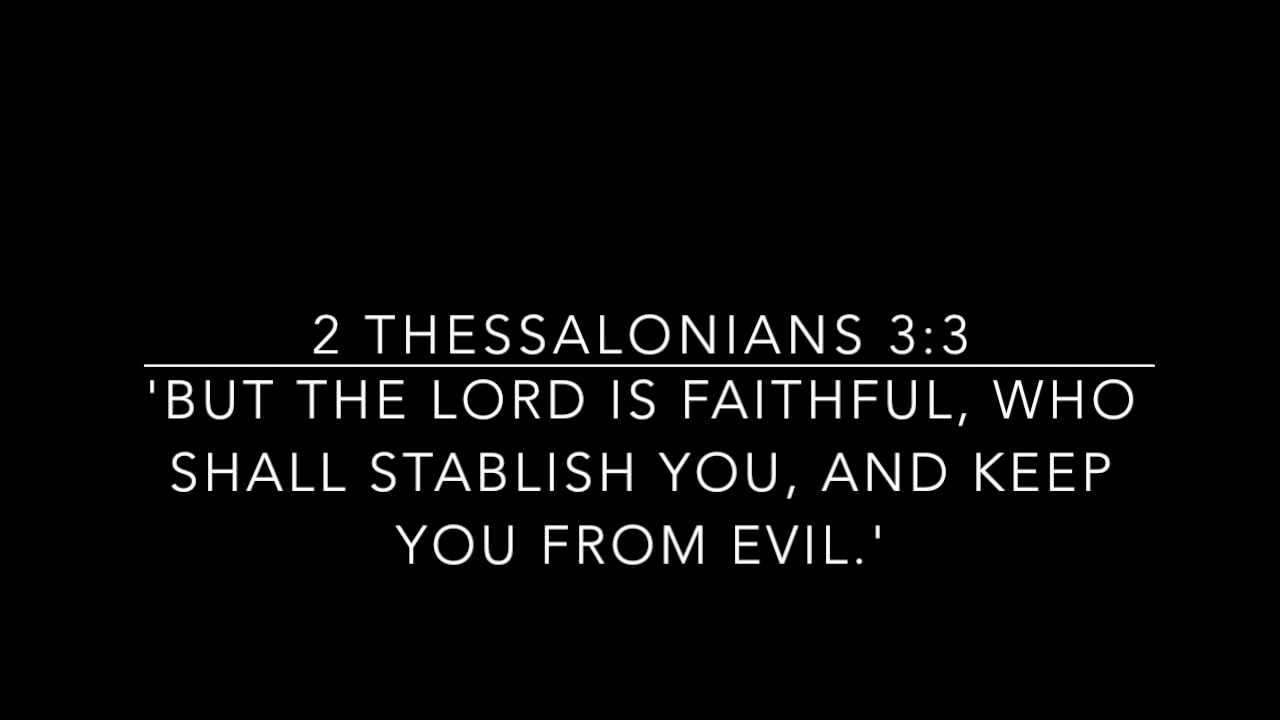 2 THESSALONIANS 3:3
'BUT THE LORD IS FAITHFUL, WHO
SHALL STABLISH YOU, AND KEEP
YOU FROM EVIL.'